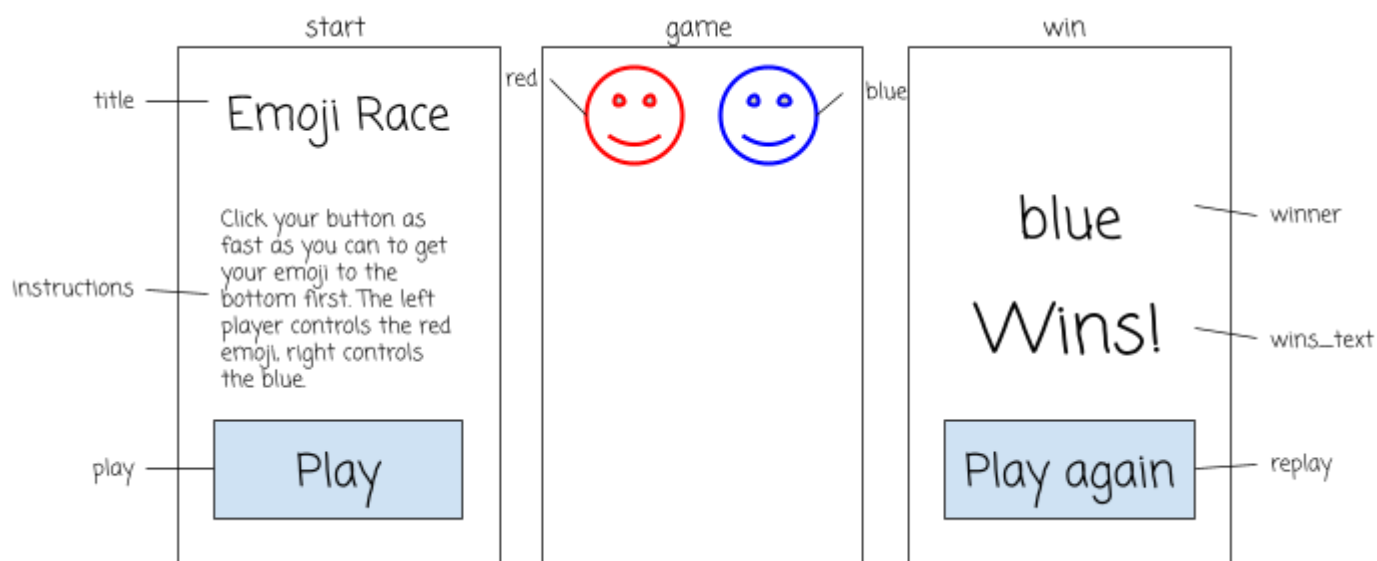 start
game
win
title
Emoji Race
red
blue
Click your button as
fast as you can to get
your emoji to the
bottom first. The left
player controls the red
emoji, right controls
the blue.
instructions
play
Play
blue
winner
Wins!
wins_text
Play again
replay